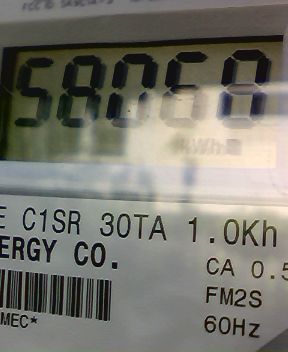 58068
kWh
E C1SR 30TA 1.0Kh
ERGY CO.
CA 0.5
FM2S
MEC*
60Hz